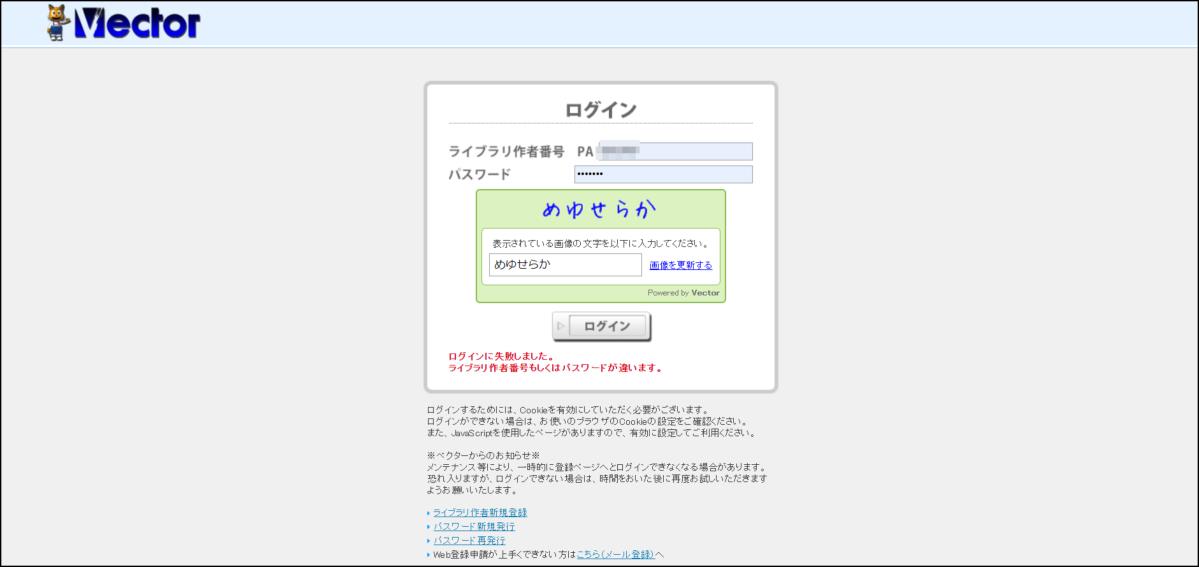 Vector
ログイン
ライブラリ作者番号 PA
パスワード •••••••
めゆせらか
表示されている画像の文字を以下に入力してください。
めゆせらか 画像を更新する
Powered by Vector
ログイン
ログインに失敗しました。
ライブラリ作者番号もしくはパスワードが違います。
ログインするためには、Cookieを有効にしていただく必要がございます。
ログインができない場合は、お使いのブラウザのCookieの設定をご確認ください。
また、JavaScriptを使用したページがありますので、有効に設定してご利用ください。
※ベクターからのお知らせ※
メンテナンス等により、一時的に登録ページへとログインできなくなる場合があります。
恐れ入りますが、ログインできない場合は、時間をおいた後に再度お試しいただきます
ようお願いいたします。
ライブラリ作者新規登録
パスワード新規発行
パスワード再発行
Web登録申請が上手くできない方はこちら(メール登録)へ